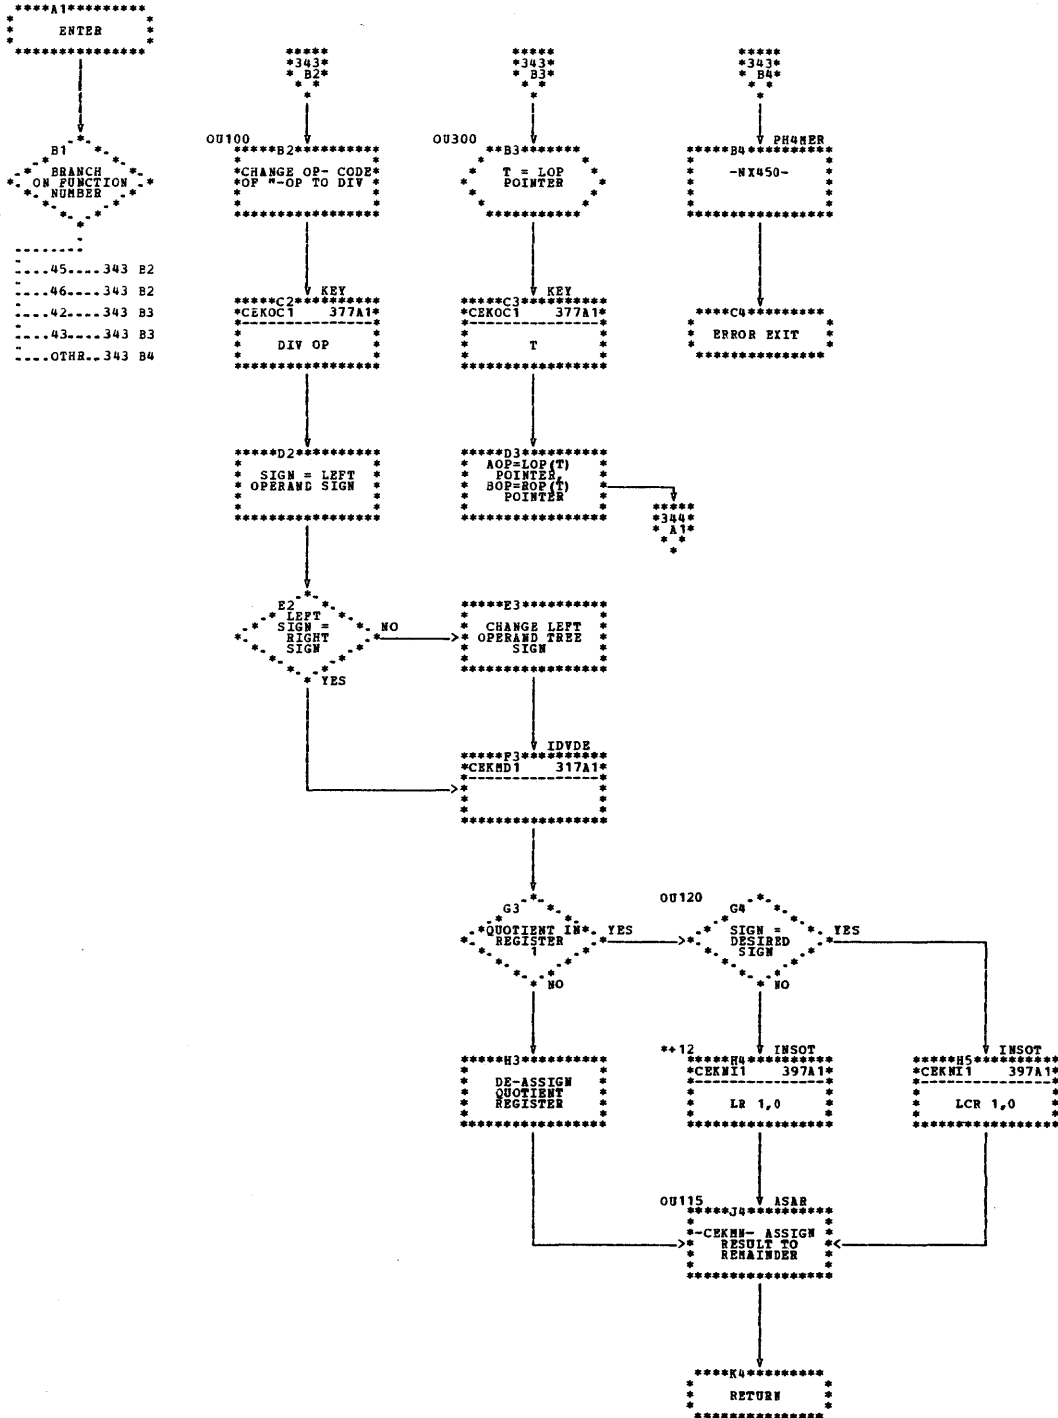 A1
ENTER
343
B2
343
B3
343
B4
B1
BRANCH
ON FUNCTION
NUMBER
45 343 B2
46 343 B2
42 343 B3
43 343 B3
OTHR 343 B4
OU100
B2
CHANGE OP- CODE
OF "-OP TO DIV
KEY
C2
CEKOC1 377A1
DIV OP
D2
SIGN = LEFT
OPERAND SIGN
E2
LEFT
SIGN =
RIGHT
SIGN
NO
YES
OU300
B3
T = LOP
POINTER
KEY
C3
CEKOC1 377A1
T
D3
AOP=LOP(T)
POINTER,
BOP=ROP(T)
POINTER
344
A1
E3
CHANGE LEFT
OPERAND TREE
SIGN
IDVDE
F3
CEKMD1 317A1
G3
QUOTIENT IN
REGISTER
1
YES
NO
H3
DE-ASSIGN
QUOTIENT
REGISTER
PH4MER
B4
-NX450-
C4
ERROR EXIT
OU120
G4
SIGN =
DESIRED
SIGN
YES
NO
*+12
INSOT
H4
CEKNI1 397A1
LR 1,0
INSOT
H5
CEKNI1 397A1
LCR 1,0
OU115
ASAR
J4
-CEKMN- ASSIGN
RESULT TO
REMAINDER
K4
RETURN